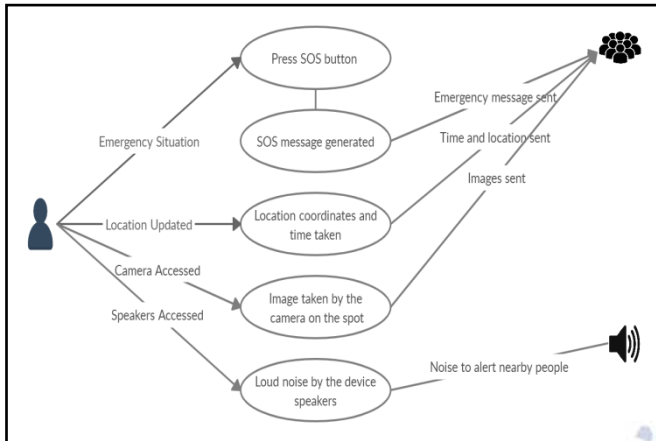 Press SOS button
Emergency message sent
SOS message generated
Emergency Situation
Time and location sent
Images sent
Location Updated
Location coordinates and
time taken
Camera Accessed
Image taken by the
camera on the spot
Speakers Accessed
Noise to alert nearby people
Loud noise by the device
speakers